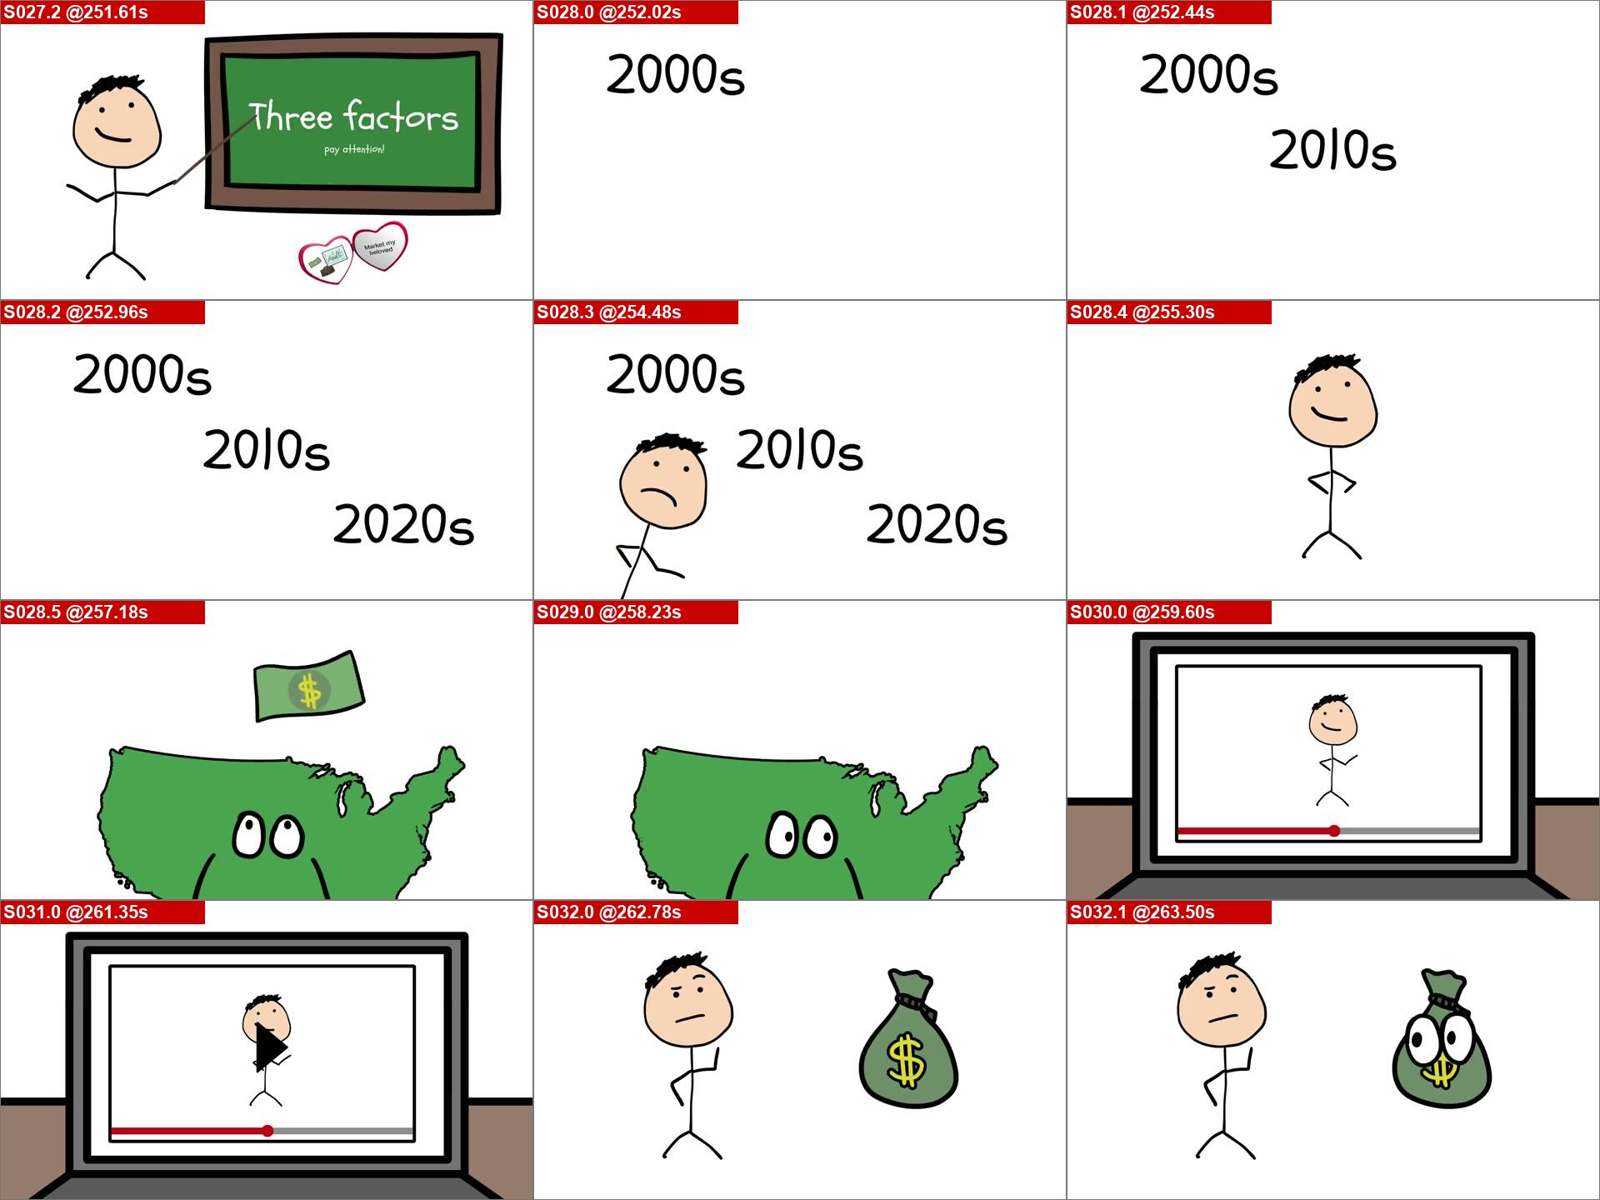 S027.2 @251.61s
Three factors
pay attention!
Market my
beloved
S028.0 @252.02s
2000s
S028.1 @252.44s
2000s
2010s
S028.2 @252.96s
2000s
2010s
2020s
S028.3 @254.48s
2000s
2010s
2020s
S028.4 @255.30s
S028.5 @257.18s
$
S029.0 @258.23s
S030.0 @259.60s
S031.0 @261.35s
S032.0 @262.78s
$
S032.1 @263.50s
$